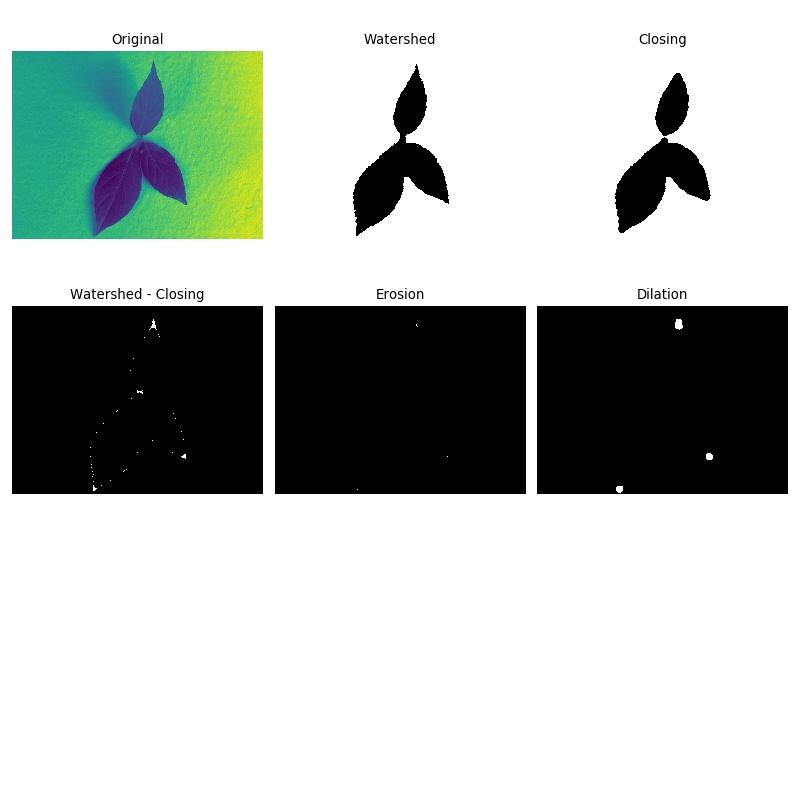 Original
Watershed
Closing
Watershed - Closing
Erosion
Dilation